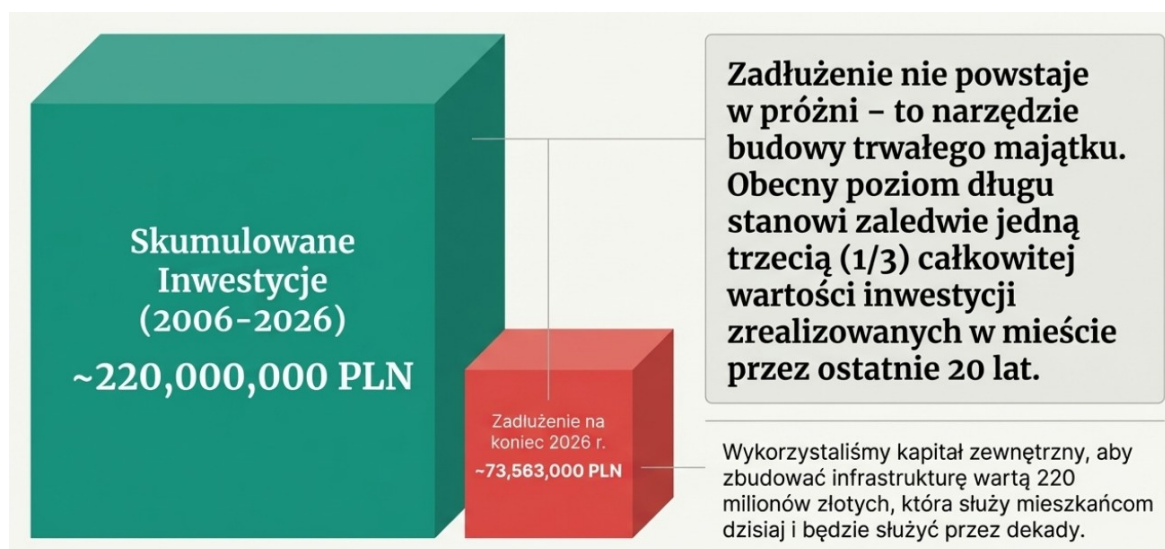 Skumulowane
Inwestycje
(2006-2026)
~220,000,000 PLN
Zadłużenie na
koniec 2026 r.
~73,563,000 PLN
Zadłużenie nie powstaje
w próżni – to narzędzie
budowy trwałego majątku.
Obecny poziom długu
stanowi zaledwie jedną
trzecią (1/3) całkowitej
wartości inwestycji
zrealizowanych w mieście
przez ostatnie 20 lat.
Wykorzystaliśmy kapitał zewnętrzny, aby
zbudować infrastrukturę wartą 220
milionów złotych, która służy mieszkańcom
dzisiaj i będzie służyć przez dekady.